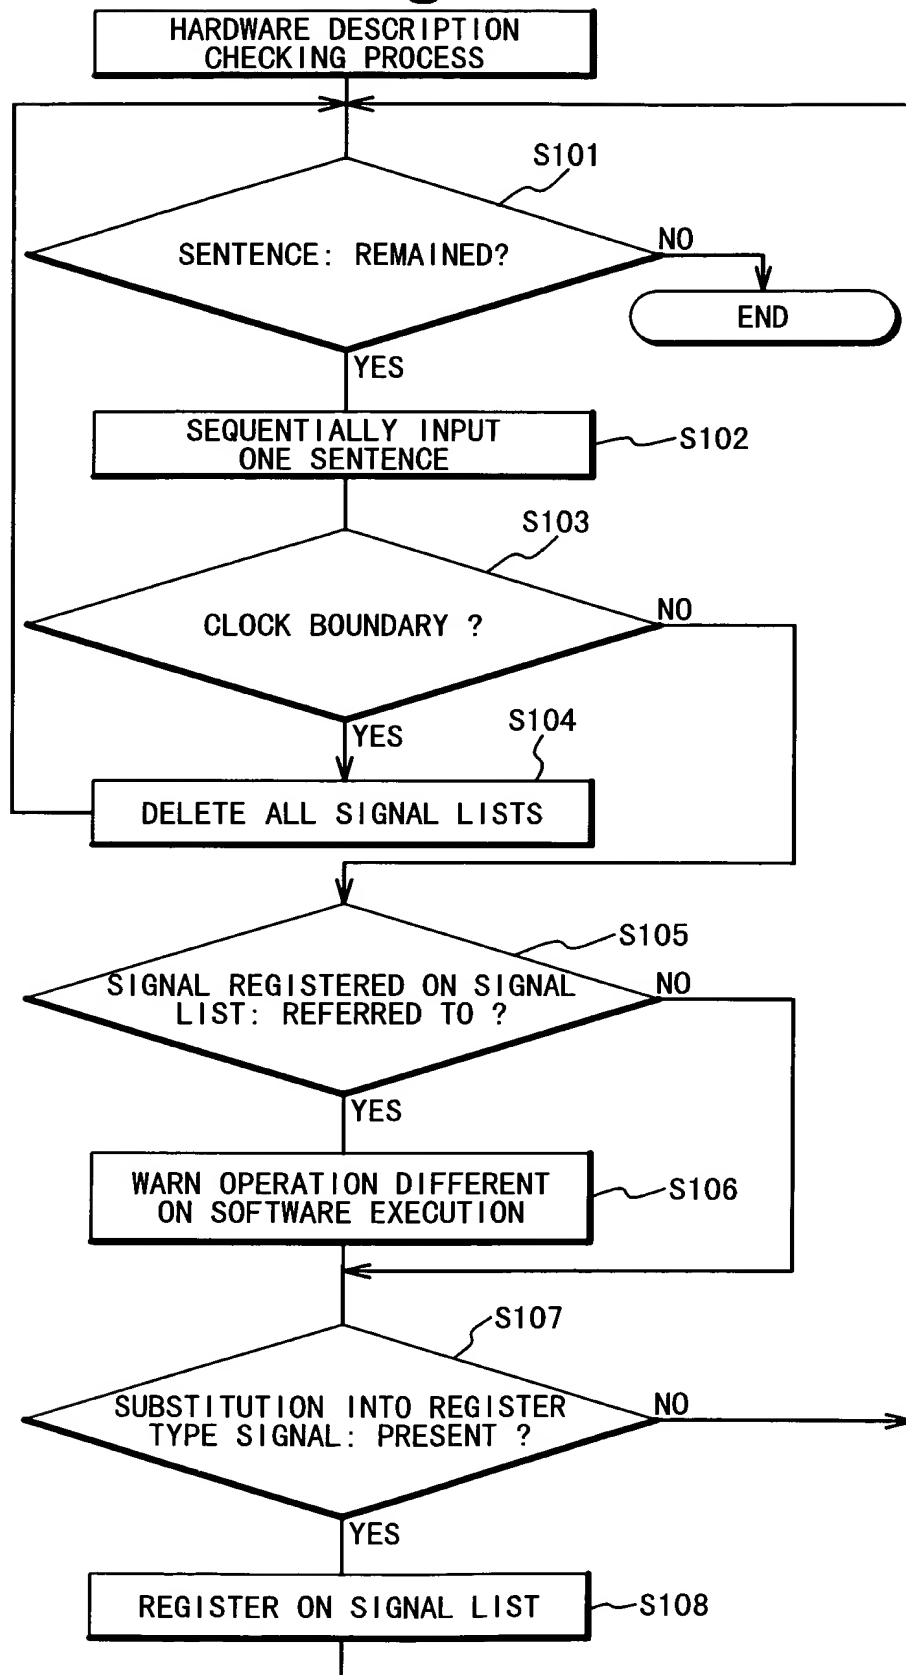 HARDWARE DESCRIPTION
CHECKING PROCESS
S101
SENTENCE: REMAINED?
NO
END
YES
SEQUENTIALLY INPUT
ONE SENTENCE
S102
S103
CLOCK BOUNDARY ?
NO
YES
S104
DELETE ALL SIGNAL LISTS
S105
SIGNAL REGISTERED ON SIGNAL
LIST: REFERRED TO ?
NO
YES
WARN OPERATION DIFFERENT
ON SOFTWARE EXECUTION
S106
S107
SUBSTITUTION INTO REGISTER
TYPE SIGNAL: PRESENT ?
NO
YES
REGISTER ON SIGNAL LIST
S108